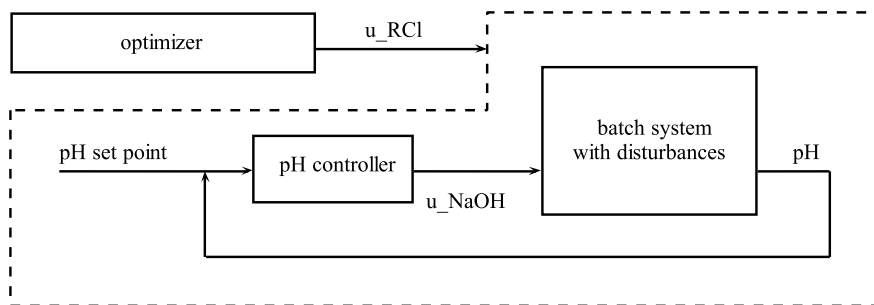 optimizer
u_RCl
batch system
with disturbances
pH set point
pH controller
pH
u_NaOH